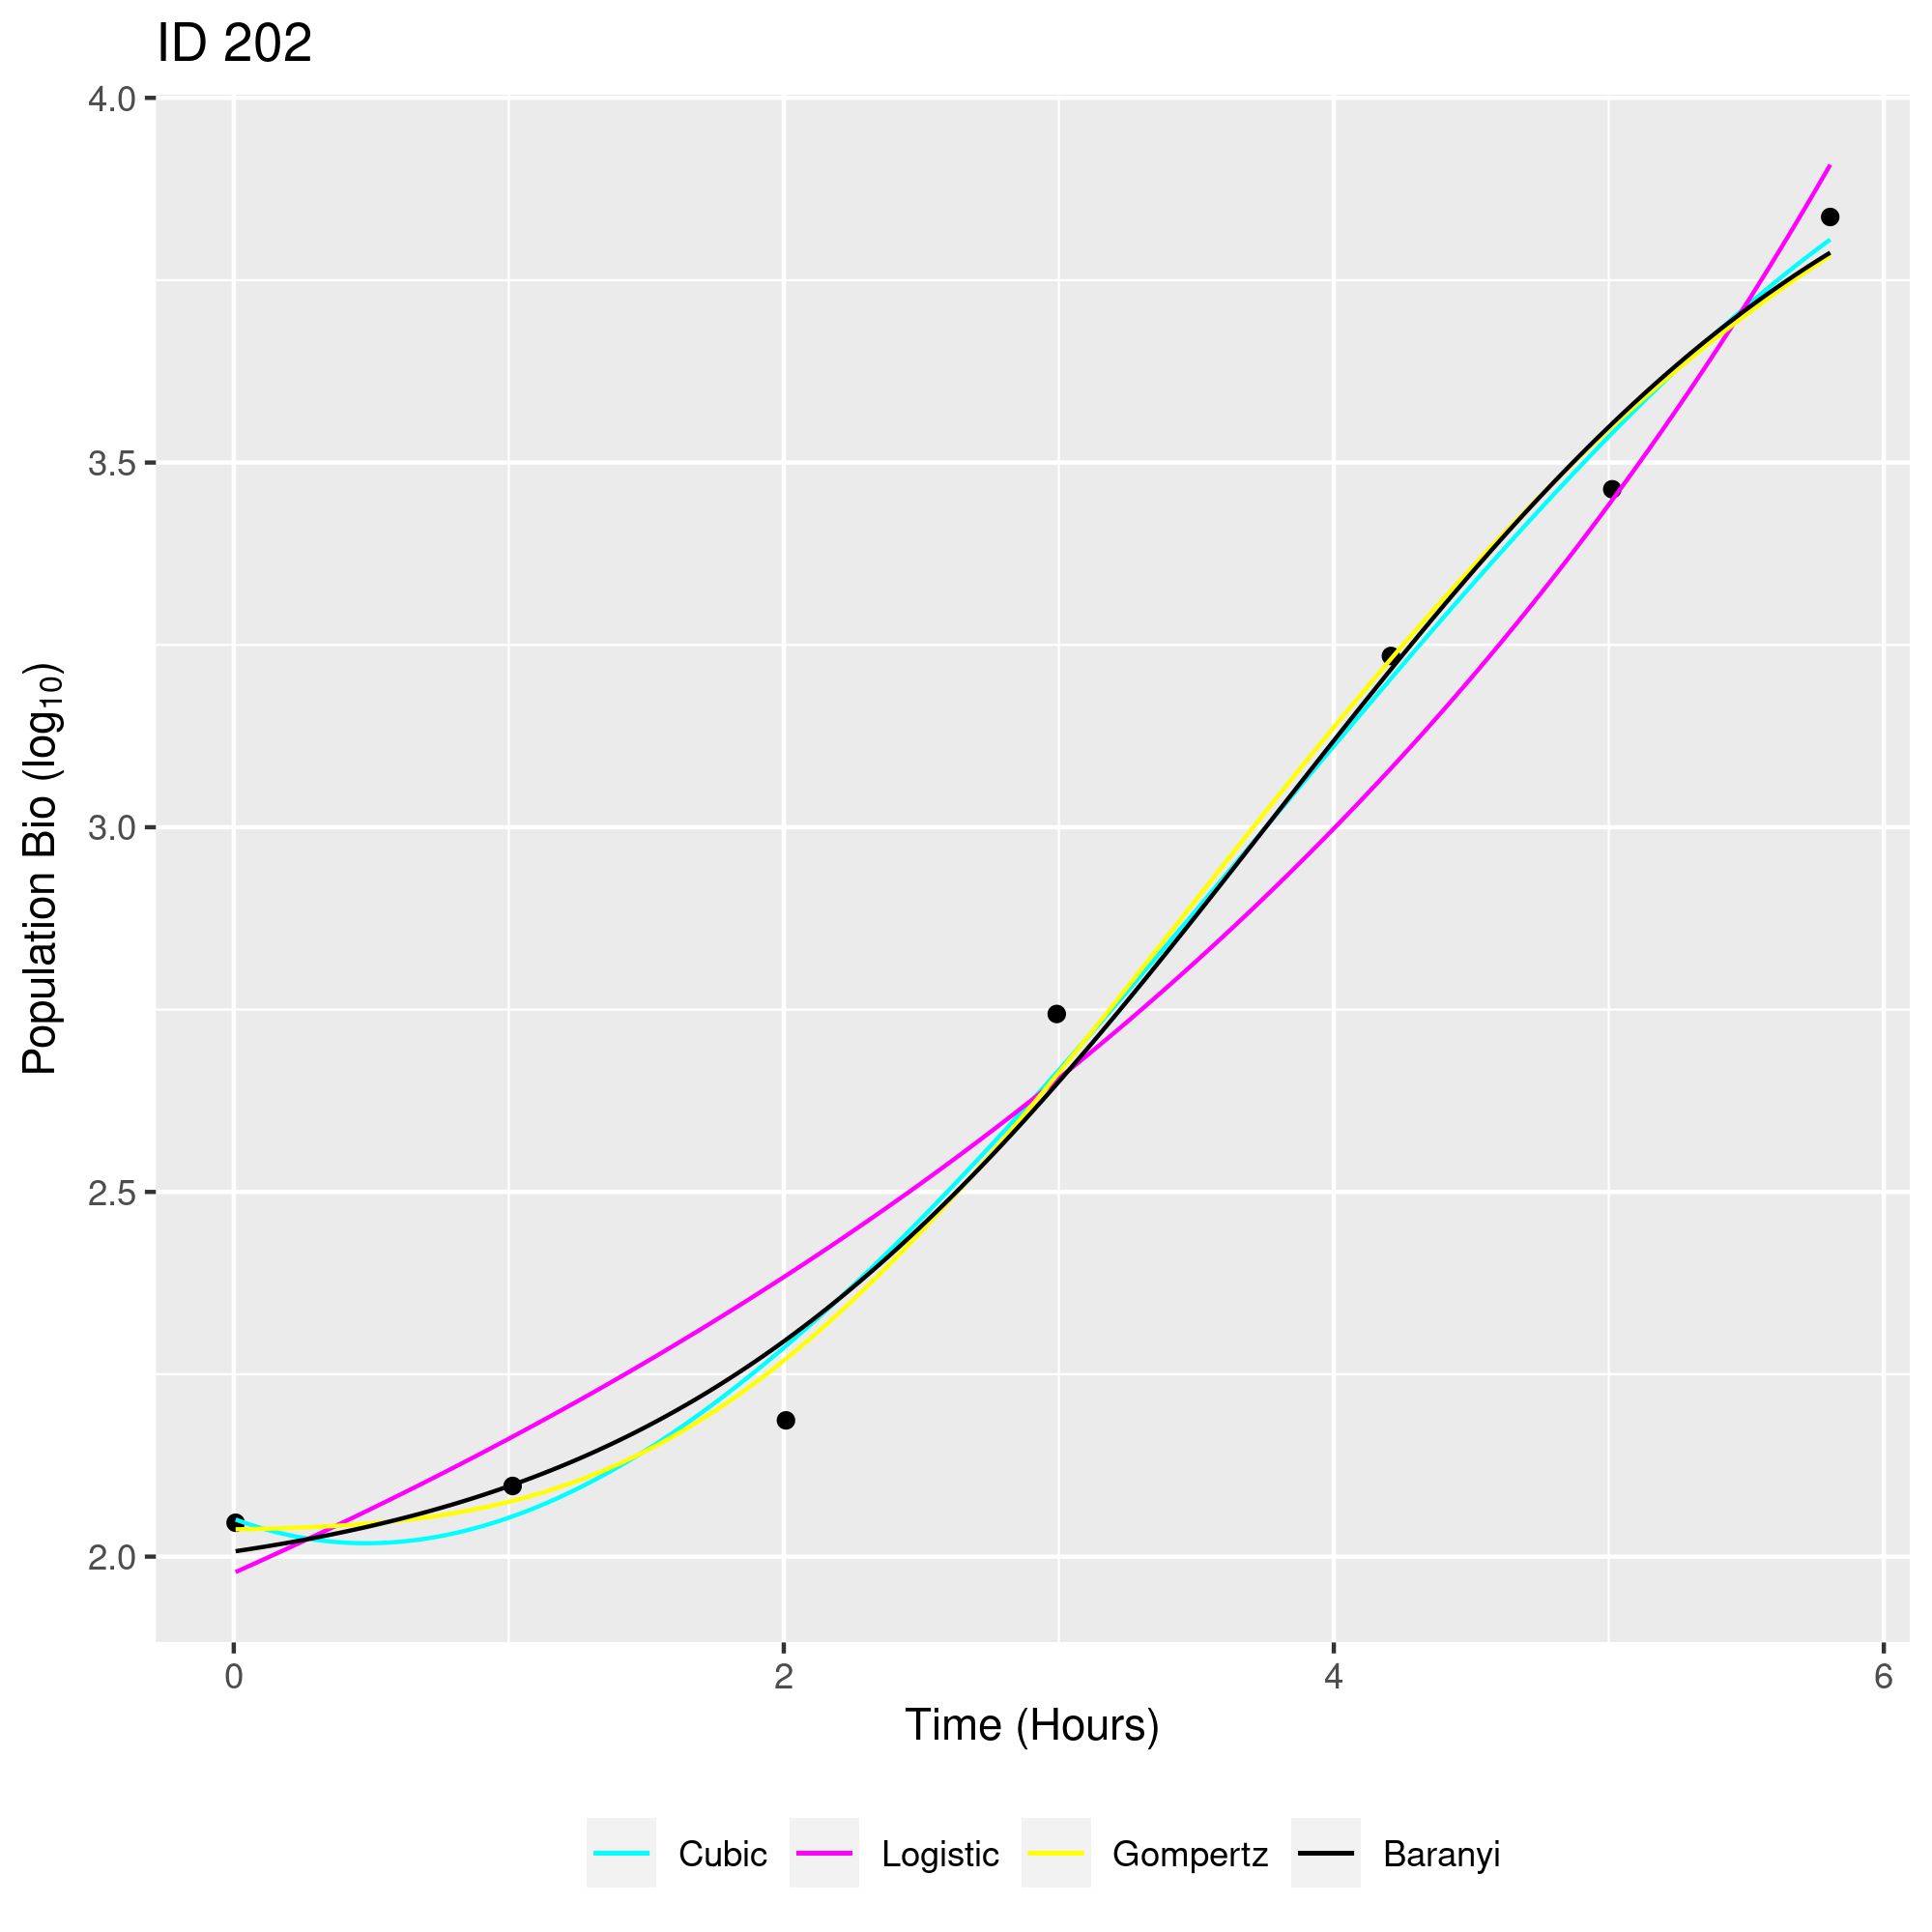 ID 202
4.0
3.5
3.0
2.5
2.0
Population Bio (log₁₀)
0 2 4 6
Time (Hours)
Cubic Logistic Gompertz Baranyi